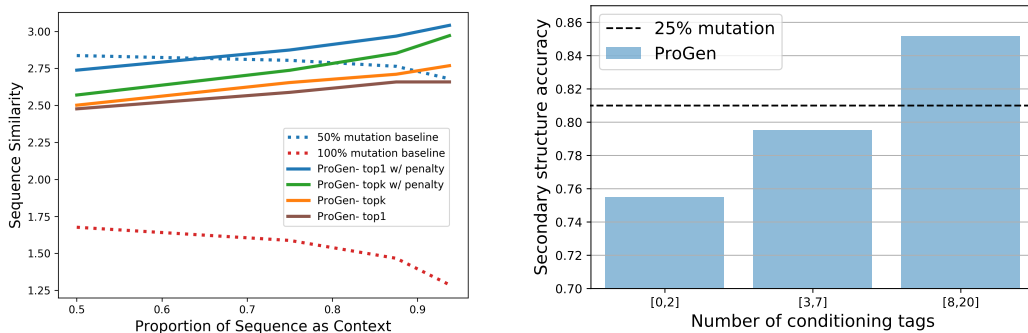 3.00
2.75
2.50
2.25
2.00
1.75
1.50
1.25
Sequence Similarity
50% mutation baseline
100% mutation baseline
ProGen- top1 w/ penalty
ProGen- topk w/ penalty
ProGen- topk
ProGen- top1
0.5
0.6
0.7
0.8
0.9
Proportion of Sequence as Context
0.86
0.84
0.82
0.80
0.78
0.76
0.74
0.72
0.70
Secondary structure accuracy
25% mutation
ProGen
[0,2]
[3,7]
[8,20]
Number of conditioning tags